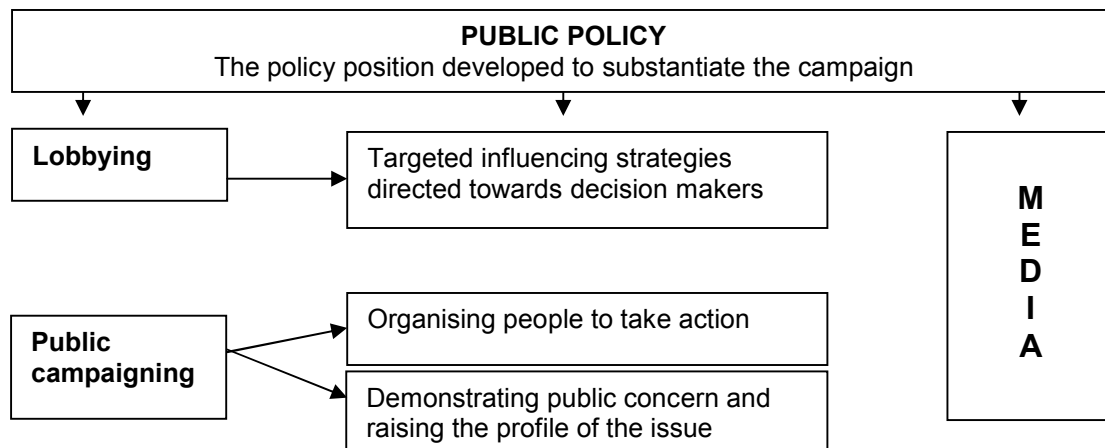 PUBLIC POLICY
The policy position developed to substantiate the campaign
Lobbying
Targeted influencing strategies
directed towards decision makers
M
E
D
I
A
Public
campaigning
Organising people to take action
Demonstrating public concern and
raising the profile of the issue